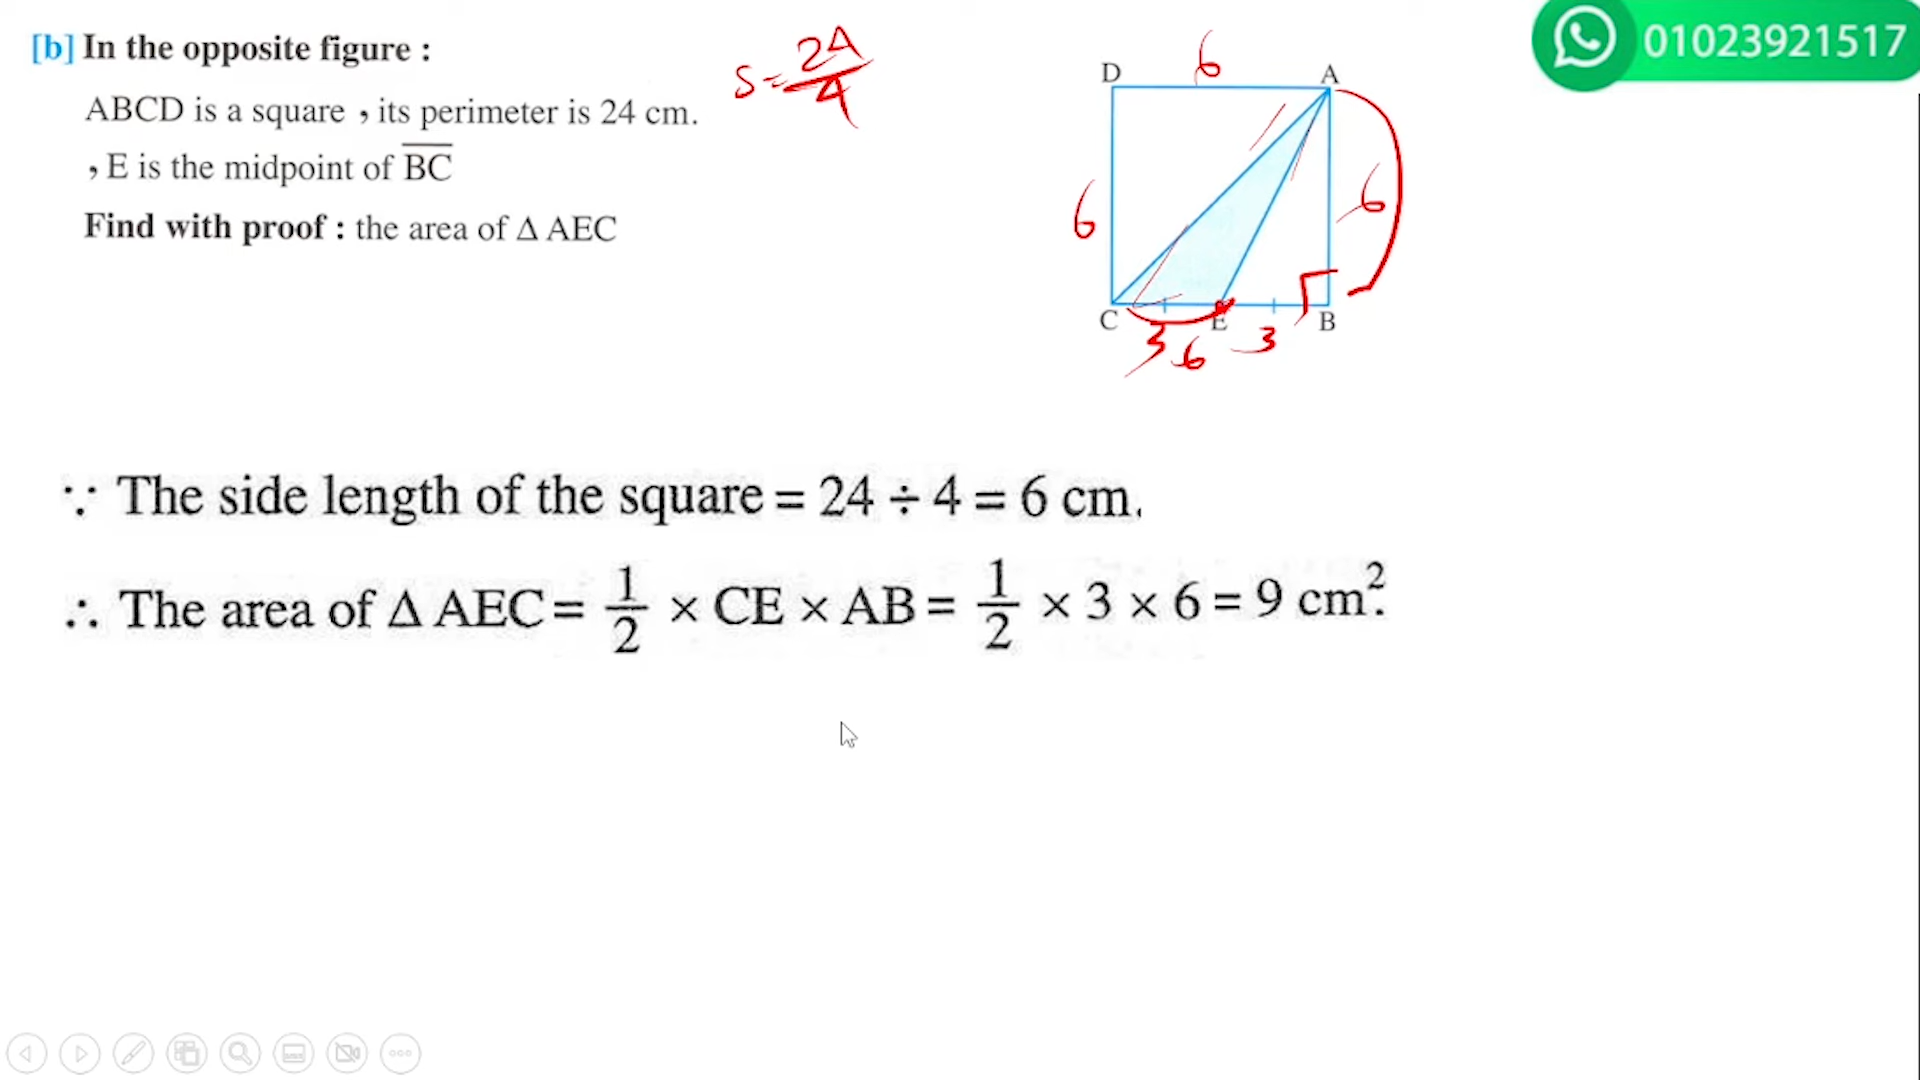 [b] In the opposite figure :
ABCD is a square , its perimeter is 24 cm.
, E is the midpoint of BC
Find with proof : the area of Δ AEC
S = 24/4
01023921517
D 6 A
6 6
C E B
3 6 3
∵ The side length of the square = 24 ÷ 4 = 6 cm.
∴ The area of Δ AEC = 1/2 × CE × AB = 1/2 × 3 × 6 = 9 cm².